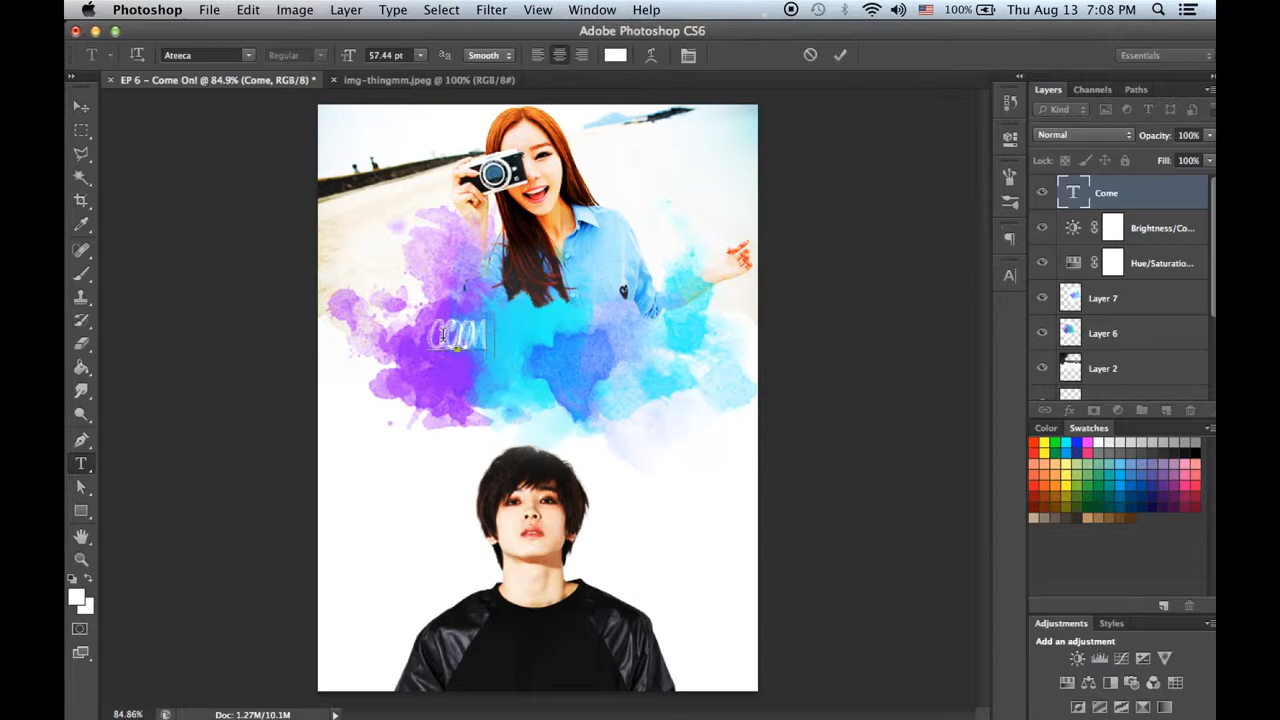 Photoshop File Edit Image Layer Type Select Filter View Window Help 100% Thu Aug 13 7:08 PM
Adobe Photoshop CS6
T Ateeca Regular 57.44 pt aa Smooth Essentials
EP 6 - Come On! @ 84.9% (Come, RGB/8) * img-thingmm.jpeg @ 100% (RGB/8#)
Layers Channels Paths
Kind
Normal Opacity: 100%
Lock: Fill: 100%
T Come
Brightness/Co...
Hue/Saturatio...
Layer 7
Layer 6
Layer 2
COM
Color Swatches
Adjustments Styles
Add an adjustment
84.86% Doc: 1.27M/10.1M